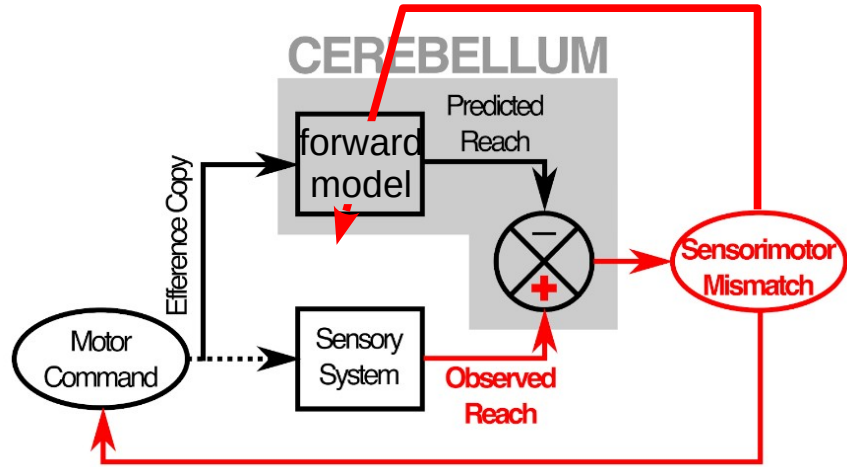 CEREBELLUM
Predicted
Reach
forward
model
Efference Copy
−
+
Sensorimotor
Mismatch
Motor
Command
Sensory
System
Observed
Reach